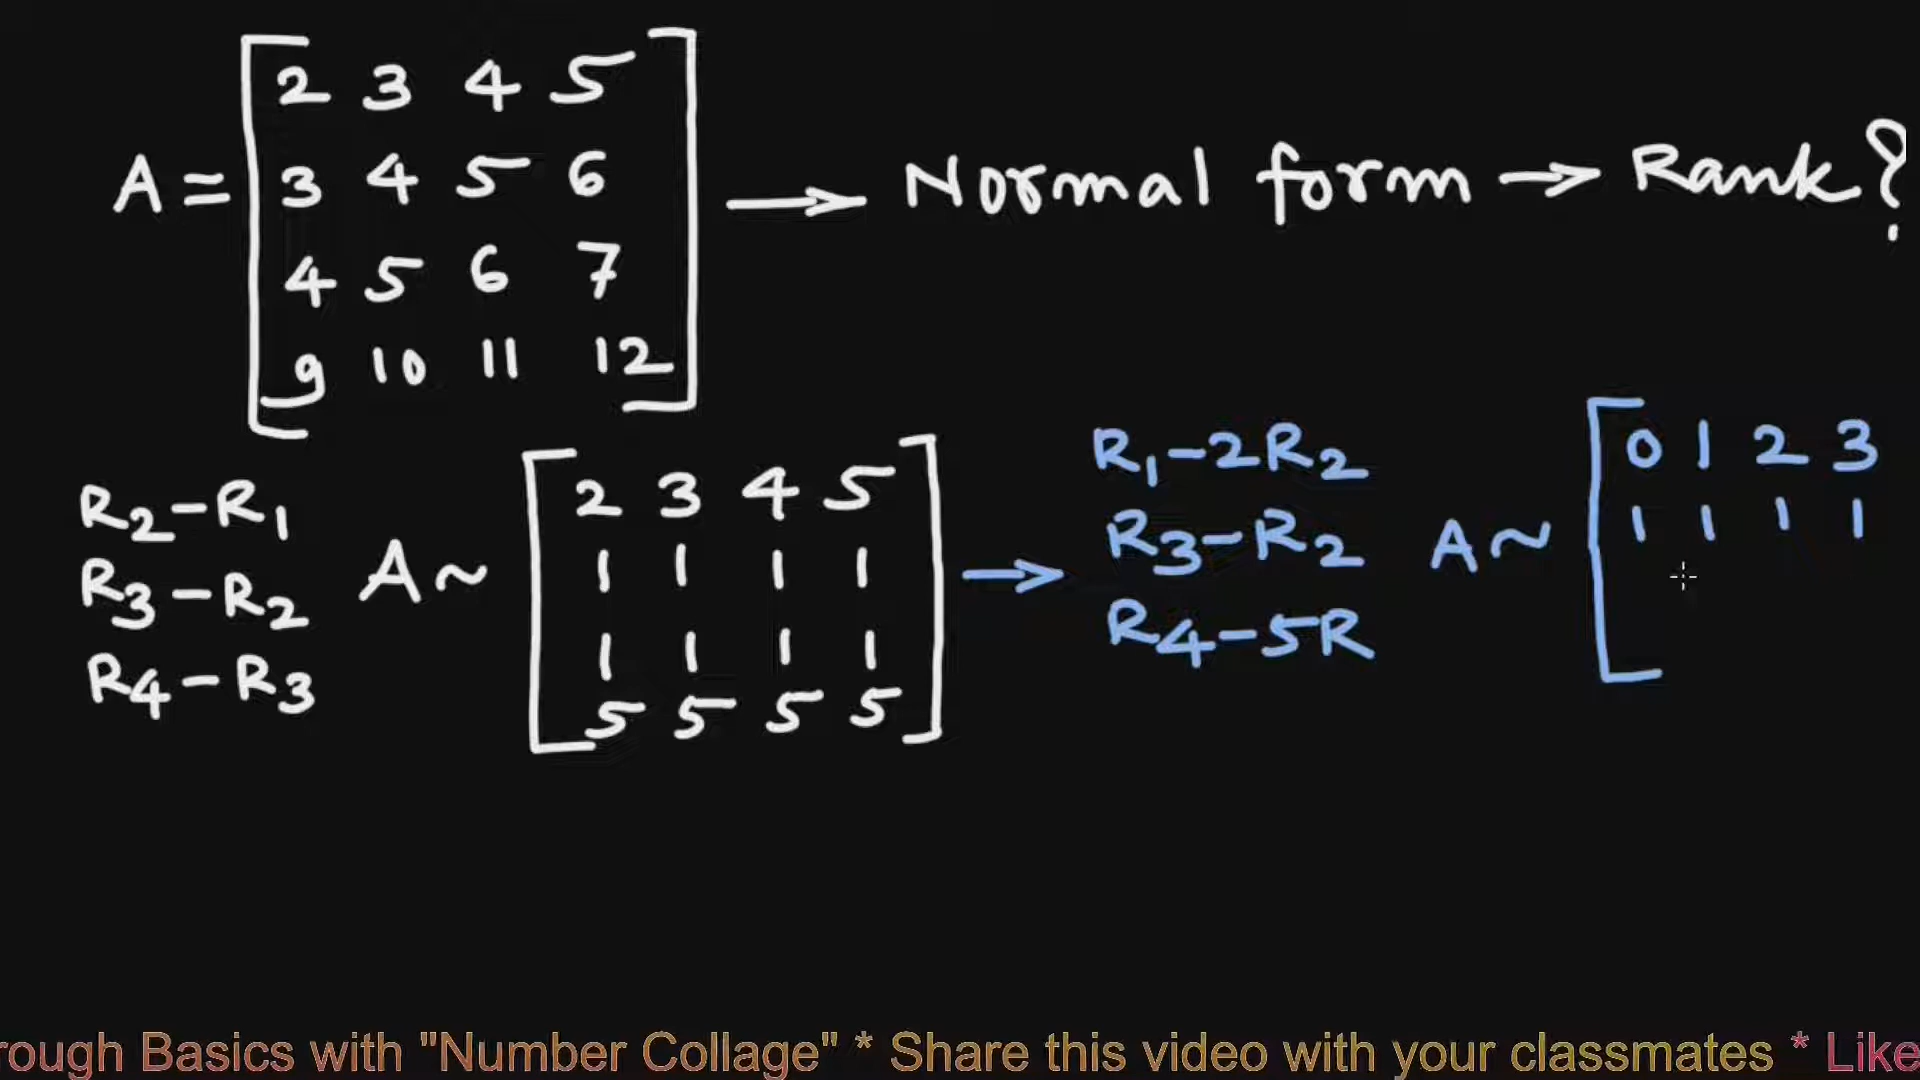 A = [ 2 3 4 5
3 4 5 6
4 5 6 7
9 10 11 12 ] → Normal form → Rank?
R2 - R1
R3 - R2
R4 - R3
A ~ [ 2 3 4 5
1 1 1 1
1 1 1 1
5 5 5 5 ]
→ R1 - 2R2
R3 - R2
R4 - 5R
A ~ [ 0 1 2 3
1 1 1 1
rough Basics with "Number Collage" * Share this video with your classmates * Like